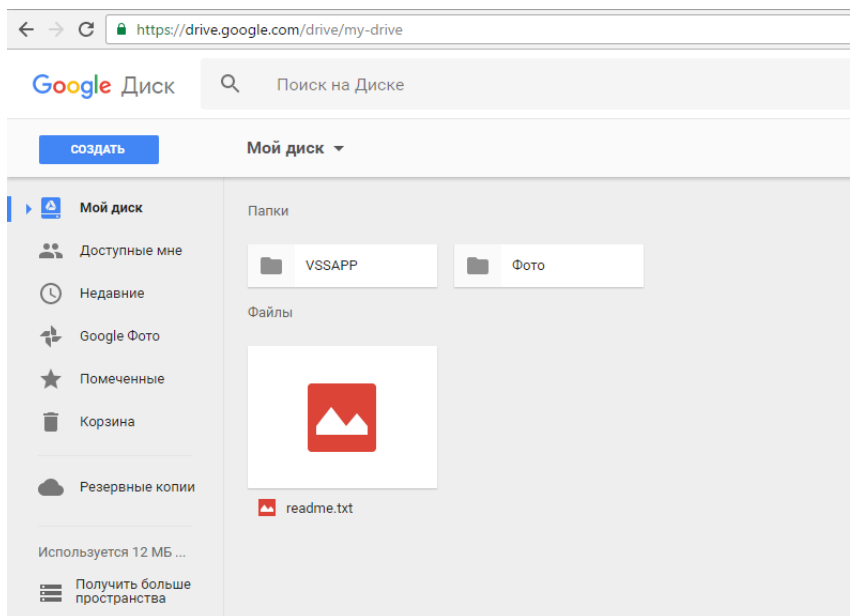 https://drive.google.com/drive/my-drive
Google Диск
Поиск на Диске
СОЗДАТЬ
Мой диск
Мой диск
Доступные мне
Недавние
Google Фото
Помеченные
Корзина
Резервные копии
Используется 12 МБ ...
Получить больше
пространства
Папки
VSSAPP
Фото
Файлы
readme.txt